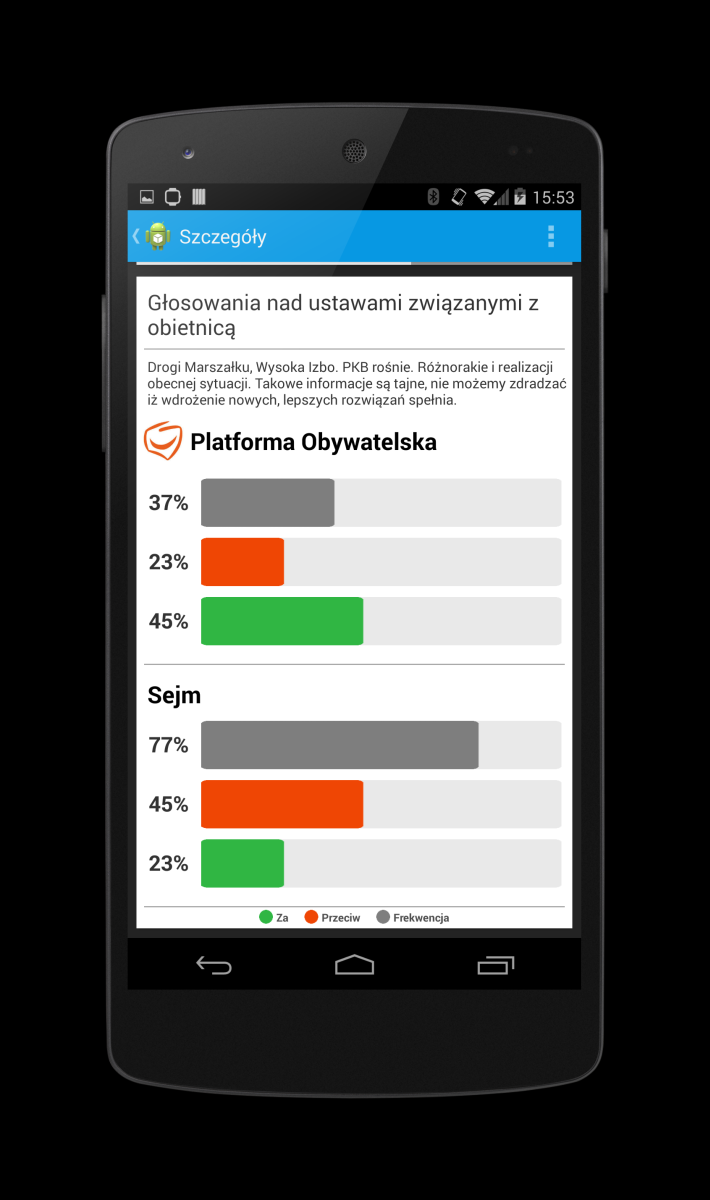 15:53
Szczegóły
Głosowania nad ustawami związanymi z
obietnicą
Drogi Marszałku, Wysoka Izbo. PKB rośnie. Różnorakie i realizacji
obecnej sytuacji. Takowe informacje są tajne, nie możemy zdradzać
iż wdrożenie nowych, lepszych rozwiązań spełnia.
Platforma Obywatelska
37%
23%
45%
Sejm
77%
45%
23%
Za Przeciw Frekwencja